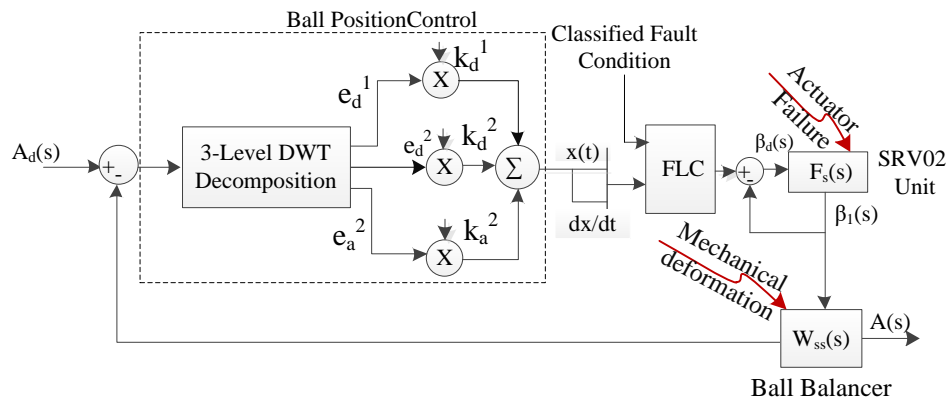 Ball PositionControl
Classified Fault
Condition
Actuator
Failure
A_d(s)
+
-
3-Level DWT
Decomposition
e_d^1
e_d^2
e_a^2
k_d^1
k_d^2
k_a^2
X
X
X
Σ
x(t)
dx/dt
FLC
+
-
β_d(s)
F_s(s)
SRV02
Unit
β_1(s)
Mechanical
deformation
W_ss(s)
A(s)
Ball Balancer